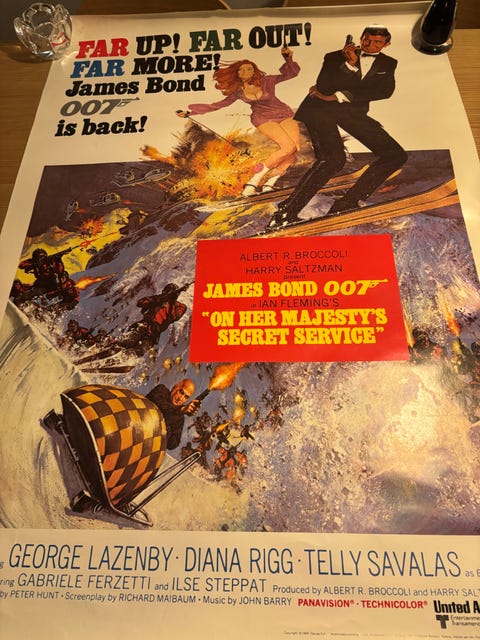 FAR UP! FAR OUT!
FAR MORE!
James Bond
007
is back!
ALBERT R. BROCCOLI
and
HARRY SALTZMAN
present
JAMES BOND 007
in IAN FLEMING'S
"ON HER MAJESTY'S
SECRET SERVICE"
GEORGE LAZENBY · DIANA RIGG · TELLY SAVALAS as
GABRIELE FERZETTI and ILSE STEPPAT Produced by ALBERT R. BROCCOLI and HARRY
by PETER HUNT · Screenplay by RICHARD MAIBAUM · Music by JOHN BARRY PANAVISION® · TECHNICOLOR® United